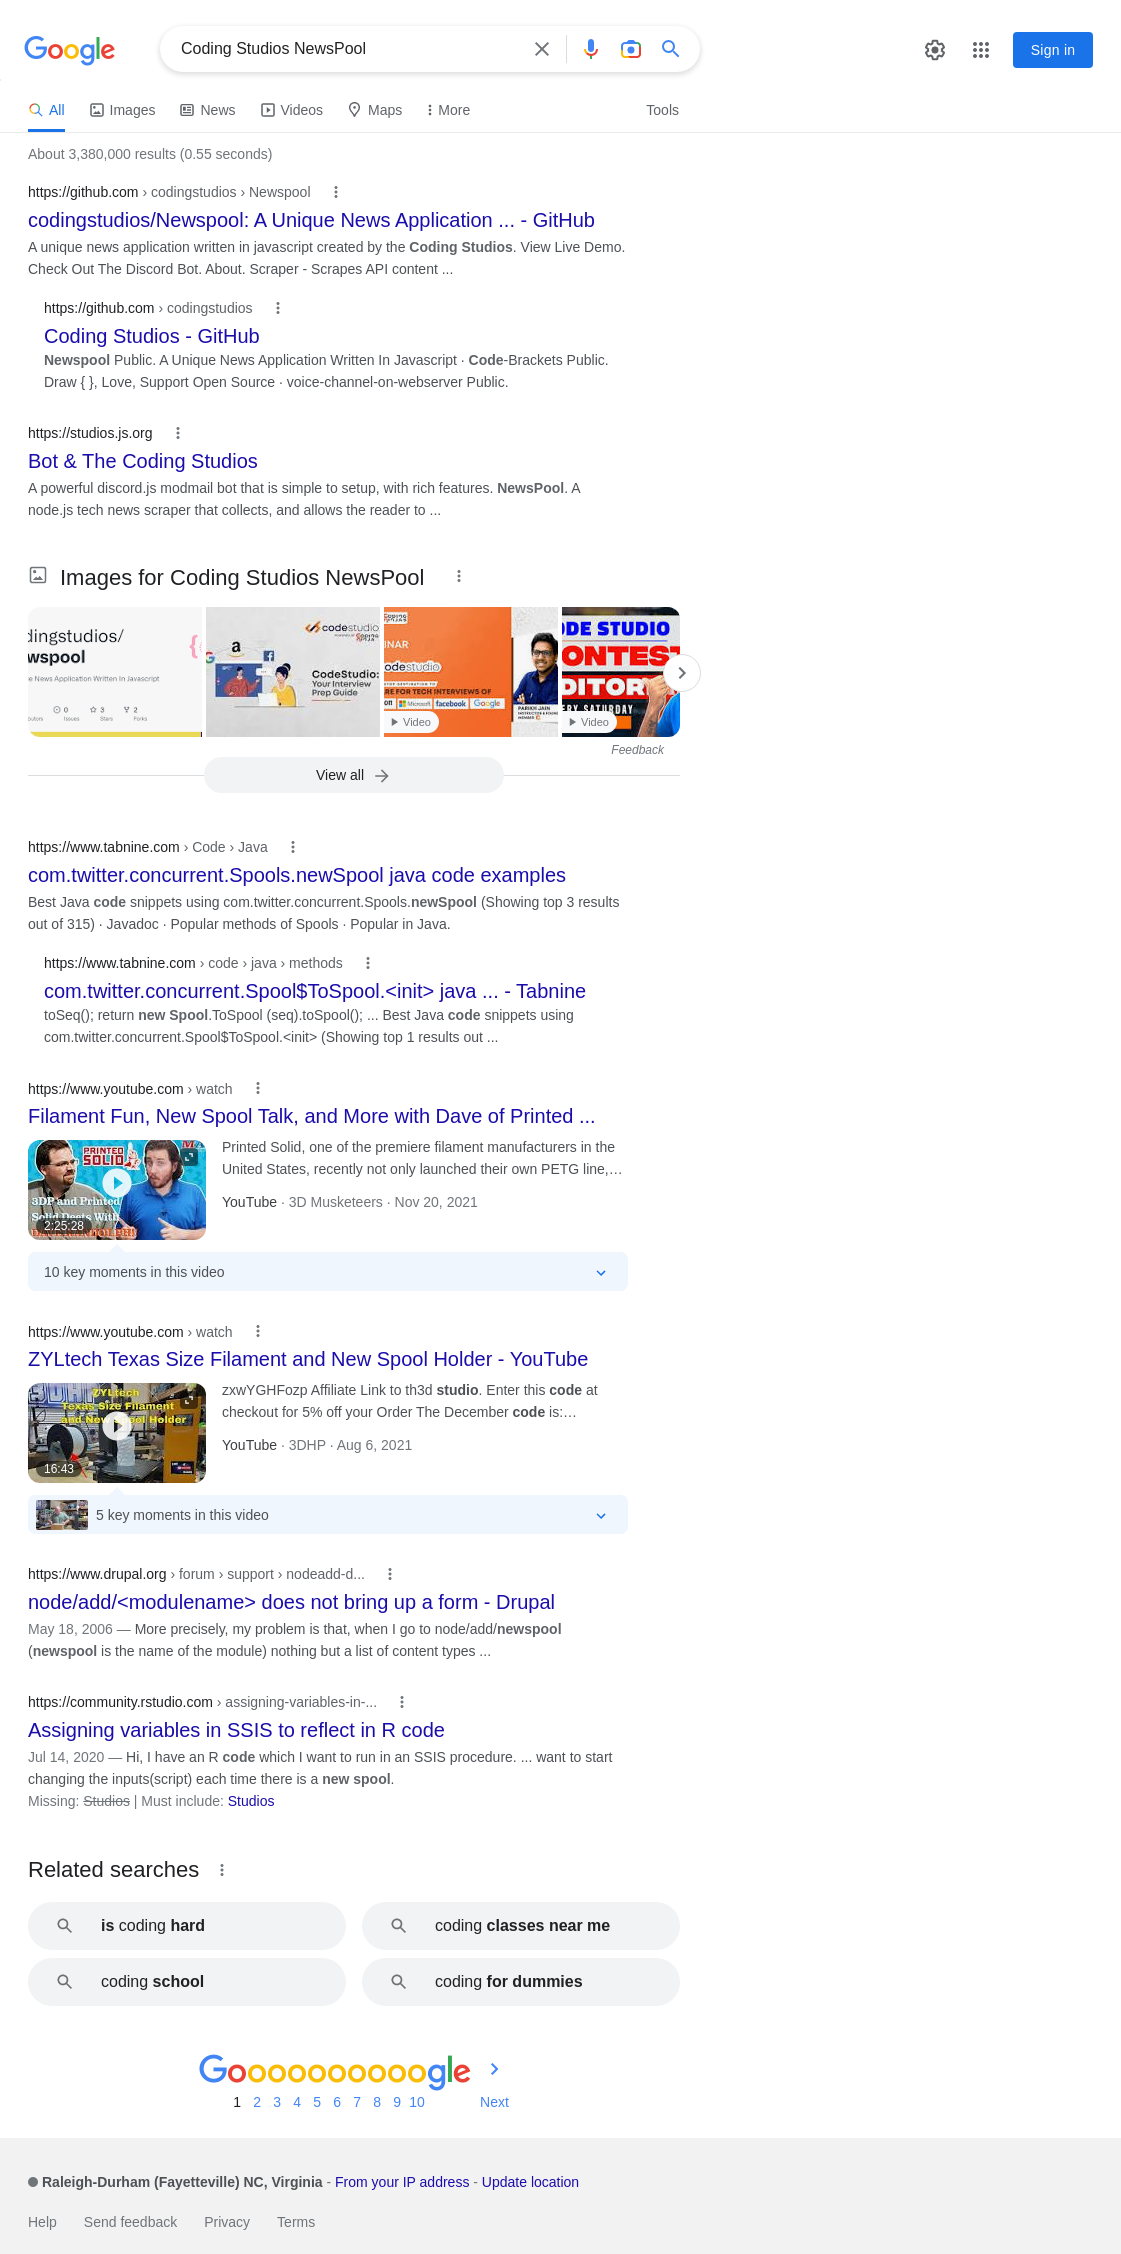 Google
Coding Studios NewsPool
Sign in
All
Images
News
Videos
Maps
More
Tools
About 3,380,000 results (0.55 seconds)
https://github.com › codingstudios › Newspool
codingstudios/Newspool: A Unique News Application ... - GitHub
A unique news application written in javascript created by the Coding Studios. View Live Demo.
Check Out The Discord Bot. About. Scraper - Scrapes API content ...
https://github.com › codingstudios
Coding Studios - GitHub
Newspool Public. A Unique News Application Written In Javascript · Code-Brackets Public.
Draw { }, Love, Support Open Source · voice-channel-on-webserver Public.
https://studios.js.org
Bot & The Coding Studios
A powerful discord.js modmail bot that is simple to setup, with rich features. NewsPool. A
node.js tech news scraper that collects, and allows the reader to ...
Images for Coding Studios NewsPool
dingstudios/
wspool
e News Application Written In Javascript
0
3
2
Issues
Stars
Forks
codestudio
a
CodeStudio:
Your Interview
Prep Guide
INAR
codestudio
RE FOR TECH INTERVIEWS OF
on Microsoft facebook Google
PARIKH JAIN
Video
ODE STUDIO
ONTEST
DITOR
ERY SATURDAY
Video
Feedback
View all
https://www.tabnine.com › Code › Java
com.twitter.concurrent.Spools.newSpool java code examples
Best Java code snippets using com.twitter.concurrent.Spools.newSpool (Showing top 3 results
out of 315) · Javadoc · Popular methods of Spools · Popular in Java.
https://www.tabnine.com › code › java › methods
com.twitter.concurrent.Spool$ToSpool.<init> java ... - Tabnine
toSeq(); return new Spool.ToSpool (seq).toSpool(); ... Best Java code snippets using
com.twitter.concurrent.Spool$ToSpool.<init> (Showing top 1 results out ...
https://www.youtube.com › watch
Filament Fun, New Spool Talk, and More with Dave of Printed ...
PRINTED
SOLID
3DP and Printed
Solid Deets With
2:25:28
Printed Solid, one of the premiere filament manufacturers in the
United States, recently not only launched their own PETG line,…
YouTube · 3D Musketeers · Nov 20, 2021
10 key moments in this video
https://www.youtube.com › watch
ZYLtech Texas Size Filament and New Spool Holder - YouTube
ZYLtech
Texas Size Filament
and New Spool Holder
16:43
zxwYGHFozp Affiliate Link to th3d studio. Enter this code at
checkout for 5% off your Order The December code is:…
YouTube · 3DHP · Aug 6, 2021
5 key moments in this video
https://www.drupal.org › forum › support › nodeadd-d...
node/add/<modulename> does not bring up a form - Drupal
May 18, 2006 — More precisely, my problem is that, when I go to node/add/newspool
(newspool is the name of the module) nothing but a list of content types ...
https://community.rstudio.com › assigning-variables-in-...
Assigning variables in SSIS to reflect in R code
Jul 14, 2020 — Hi, I have an R code which I want to run in an SSIS procedure. ... want to start
changing the inputs(script) each time there is a new spool.
Missing: Studios | Must include: Studios
Related searches
is coding hard
coding classes near me
coding school
coding for dummies
Goooooooooogle
1 2 3 4 5 6 7 8 9 10 Next
Raleigh-Durham (Fayetteville) NC, Virginia - From your IP address - Update location
Help Send feedback Privacy Terms